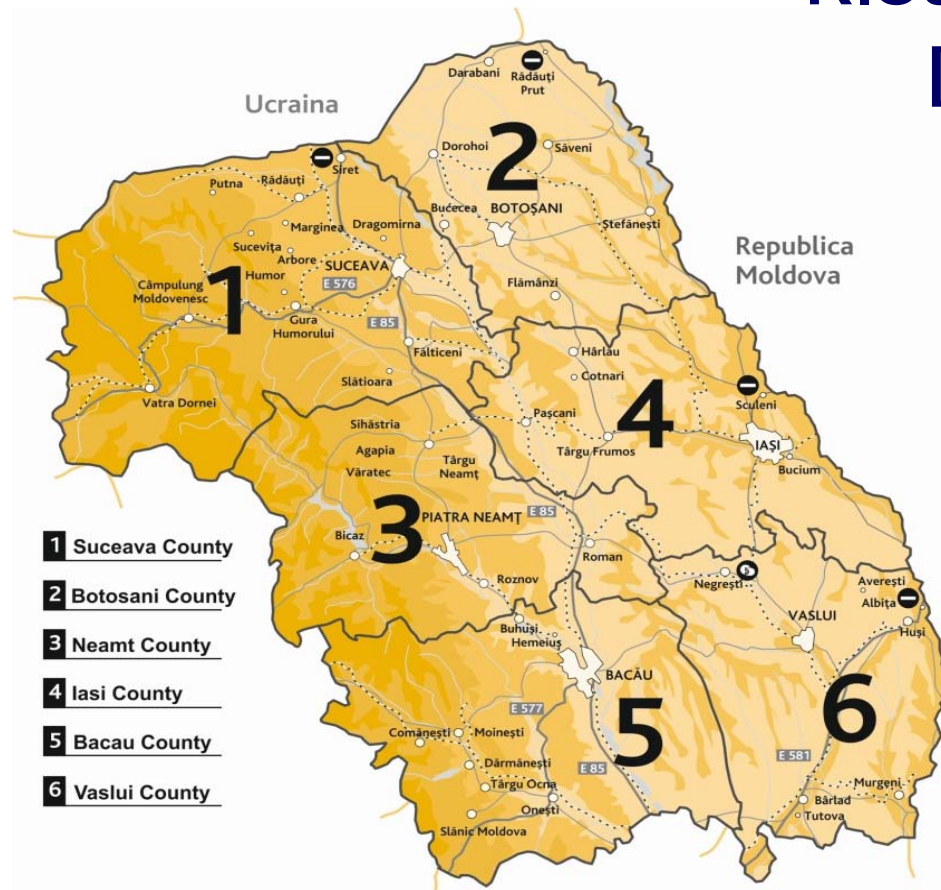 Ucraina
Darabani
Rădăuți
Prut
2
Dorohoi
Săveni
Siret
Putna
Rădăuți
Bucecea
BOTOȘANI
Ștefănești
Marginea
Dragomirna
Sucevița
Arbore
SUCEAVA
Republica
Moldova
Humor
E 576
Flămânzi
Câmpulung
Moldovenesc
1
Gura
Humorului
E 85
Fălticeni
Hârlău
Cotnari
Slătioara
4
Sculeni
Vatra Dornei
Pașcani
Sihăstria
Târgu Frumos
IAȘI
Agapia
Târgu
Neamț
Bucium
Văratec
3
PIATRA NEAMȚ
E 85
Bicaz
Roman
Roznov
Negrești
Averești
Albița
VASLUI
Huși
Buhuși
Hemeiuș
BACĂU
5
6
E 577
Comănești
Moinești
E 85
E 581
Dărmănești
Târgu Ocna
Onești
Murgeni
Bârlad
Tutova
Slănic Moldova
1 Suceava County
2 Botosani County
3 Neamt County
4 Iasi County
5 Bacau County
6 Vaslui County